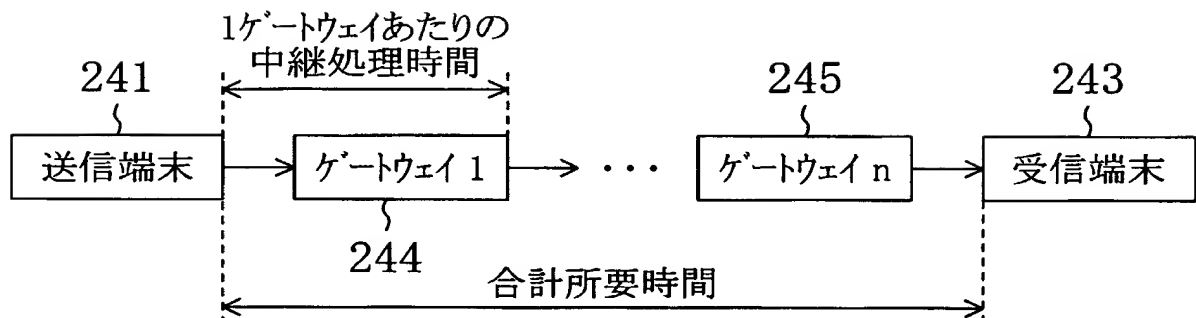 1ゲートウェイあたりの
中継処理時間
241
245
243
送信端末
ゲートウェイ 1
・・・
ゲートウェイ n
受信端末
244
合計所要時間